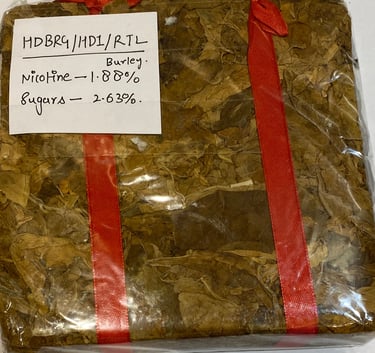 HDBRG/HD1/RTL
Burley.
Nicotine - 1.88%
Sugars - 2.63%.